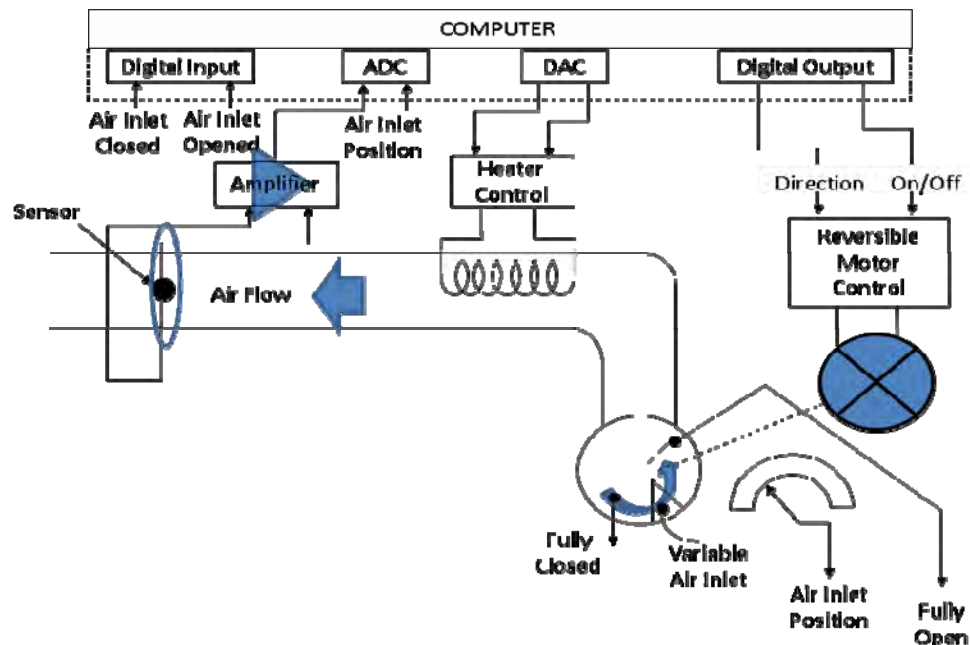 COMPUTER
Digital Input
ADC
DAC
Digital Output
Air Inlet
Closed
Air Inlet
Opened
Air Inlet
Position
Amplifier
Heater
Control
Direction
On/Off
Sensor
Reversible
Motor
Control
Air Flow
Fully
Closed
Variable
Air Inlet
Air Inlet
Position
Fully
Open